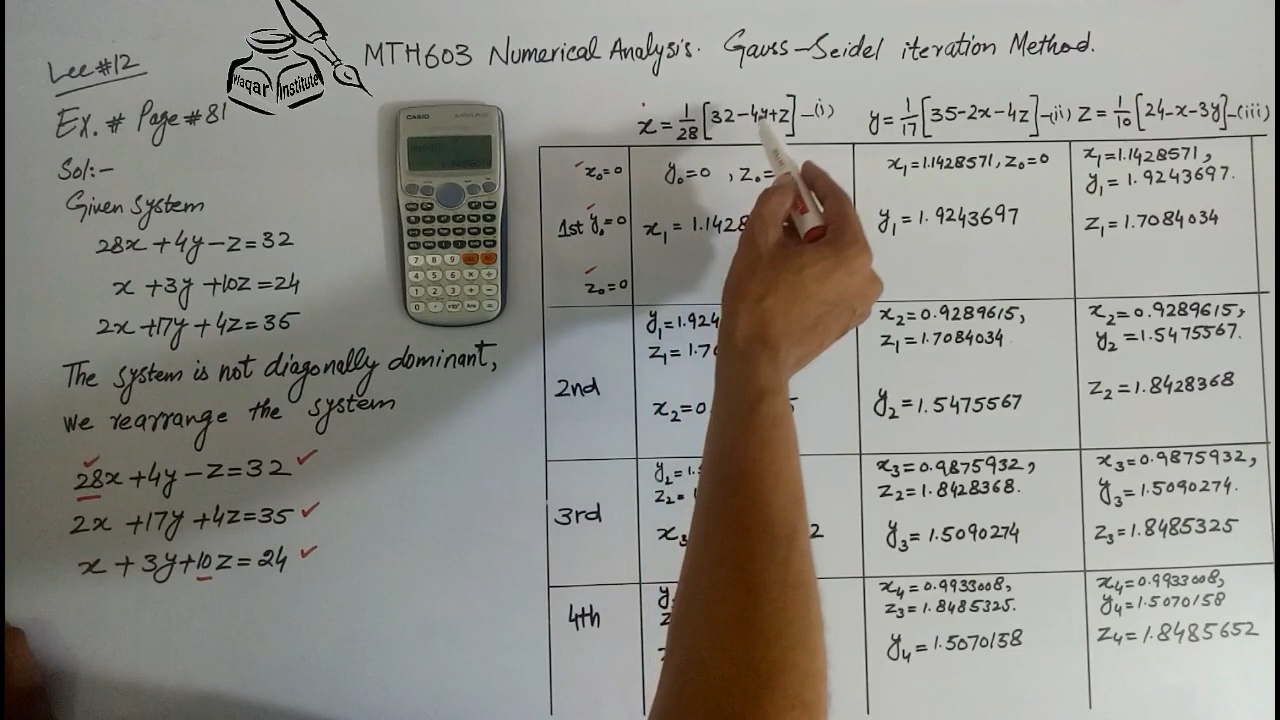 Lec#12
Waqar Institute
MTH603 Numerical Analysis. Gauss-Seidel iteration Method.
Ex.# Page#81
Sol:-
Given System
28x+4y-z=32
x+3y+10z=24
2x+17y+4z=35
The system is not diagonally dominant,
we rearrange the system
28x+4y-z=32 ✓
2x+17y+4z=35 ✓
x+3y+10z=24 ✓
CASIO
x=1/28[32-4y+z]-(i) y=1/17[35-2x-4z]-(ii) z=1/10[24-x-3y]-(iii)
1st
x₀=0
y₀=0
z₀=0
y₀=0, z₀=
x₁=1.1428
x₁=1.1428571, z₀=0
y₁=1.9243697
x₁=1.1428571,
y₁=1.9243697.
z₁=1.7084034
2nd
y₁=1.924
z₁=1.70
x₂=0. 5
x₂=0.9289615,
z₁=1.7084034
y₂=1.5475567
x₂=0.9289615,
y₂=1.5475567.
z₂=1.8428368
3rd
y₂=1.5
z₂=1
x₃ 2
x₃=0.9875932,
z₂=1.8428368.
y₃=1.5090274
x₃=0.9875932,
y₃=1.5090274.
z₃=1.8485325
4th
x₄=0.9933008,
z₃=1.8485325.
y₄=1.5070158
x₄=0.9933008,
y₄=1.5070158
z₄=1.8485652